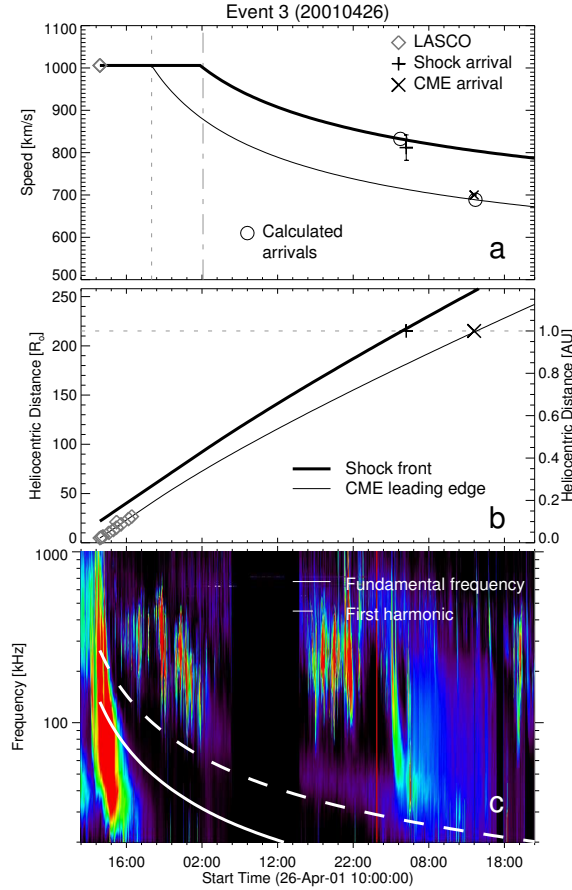 Event 3 (20010426)
1100
1000
900
800
700
600
500
Speed [km/s]
LASCO
Shock arrival
CME arrival
Calculated
arrivals
a
250
200
150
100
50
0
Heliocentric Distance [Ro]
1.0
0.8
0.6
0.4
0.2
0.0
Heliocentric Distance [AU]
Shock front
CME leading edge
b
1000
100
Frequency [kHz]
Fundamental frequency
First harmonic
c
16:00 02:00 12:00 22:00 08:00 18:00
Start Time (26-Apr-01 10:00:00)